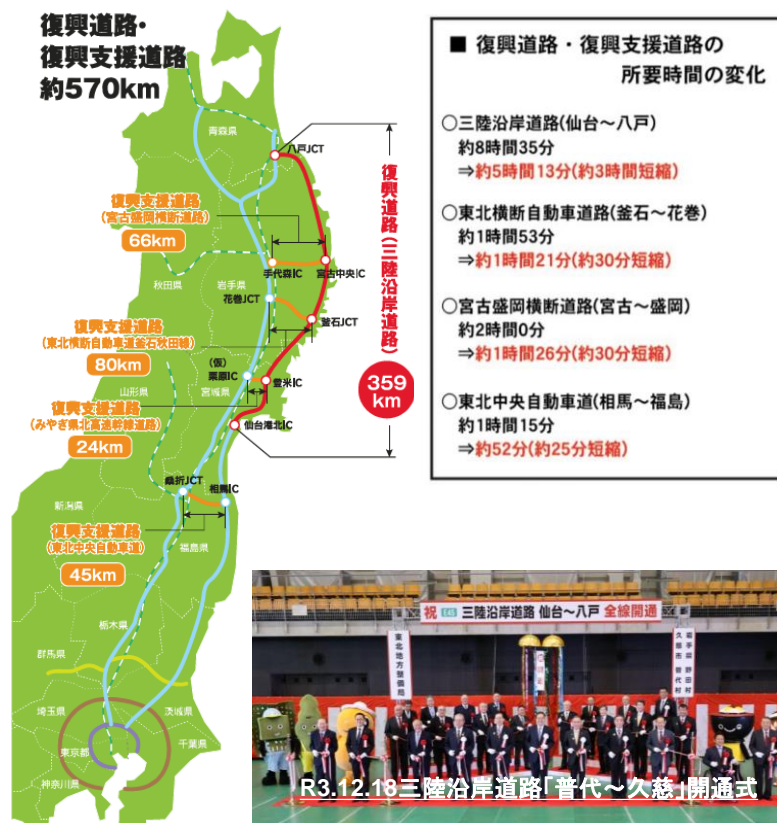 復興道路・
復興支援道路
約570km
青森県
八戸JCT
復興道路(三陸沿岸道路)
359
km
復興支援道路
(宮古盛岡横断道路)
66km
手代森IC
宮古中央IC
秋田県
岩手県
花巻JCT
釜石JCT
復興支援道路
(東北横断自動車道釜石秋田線)
80km
(仮)
栗原IC
登米IC
山形県
宮城県
復興支援道路
(みやぎ県北高速幹線道路)
24km
仙台港北IC
桑折JCT
相馬IC
新潟県
復興支援道路
(東北中央自動車道)
45km
福島県
栃木県
群馬県
埼玉県
茨城県
東京都
千葉県
神奈川県
■ 復興道路・復興支援道路の
所要時間の変化
○三陸沿岸道路(仙台~八戸)
約8時間35分
⇒約5時間13分(約3時間短縮)
○東北横断自動車道路(釜石~花巻)
約1時間53分
⇒約1時間21分(約30分短縮)
○宮古盛岡横断道路(宮古~盛岡)
約2時間0分
⇒約1時間26分(約30分短縮)
○東北中央自動車道(相馬~福島)
約1時間15分
⇒約52分(約25分短縮)
祝 E45 三陸沿岸道路 仙台~八戸 全線開通
東北地方整備局
岩手県 野田村
久慈市 普代村
R3.12.18三陸沿岸道路「普代~久慈」開通式